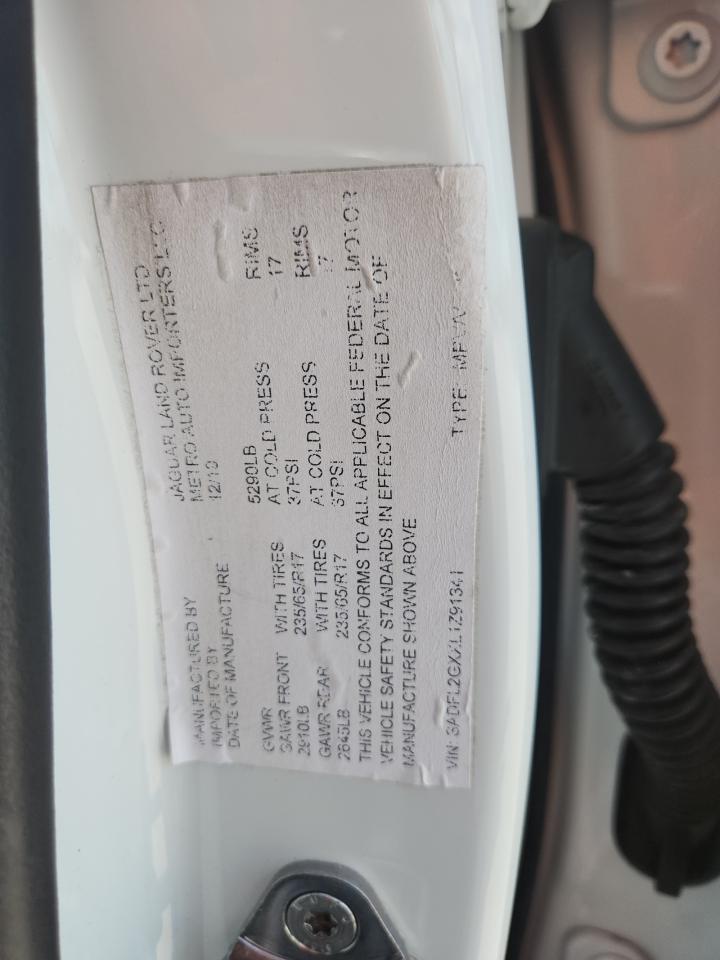 MANUFACTURED BY JAGUAR LAND ROVER LTD
IMPORTED BY METRO AUTO IMPORTERS
DATE OF MANUFACTURE 12/19
GVWR 5290LB
GAWR FRONT WITH TIRES AT COLD PRESS RIMS
2910LB 235/65/R17 37PSI 17
GAWR REAR WITH TIRES AT COLD PRESS RIMS
2645LB 235/65/R17 37PSI 17
THIS VEHICLE CONFORMS TO ALL APPLICABLE FEDERAL MOTOR
VEHICLE SAFETY STANDARDS IN EFFECT ON THE DATE OF
MANUFACTURE SHOWN ABOVE
VIN: TYPE: